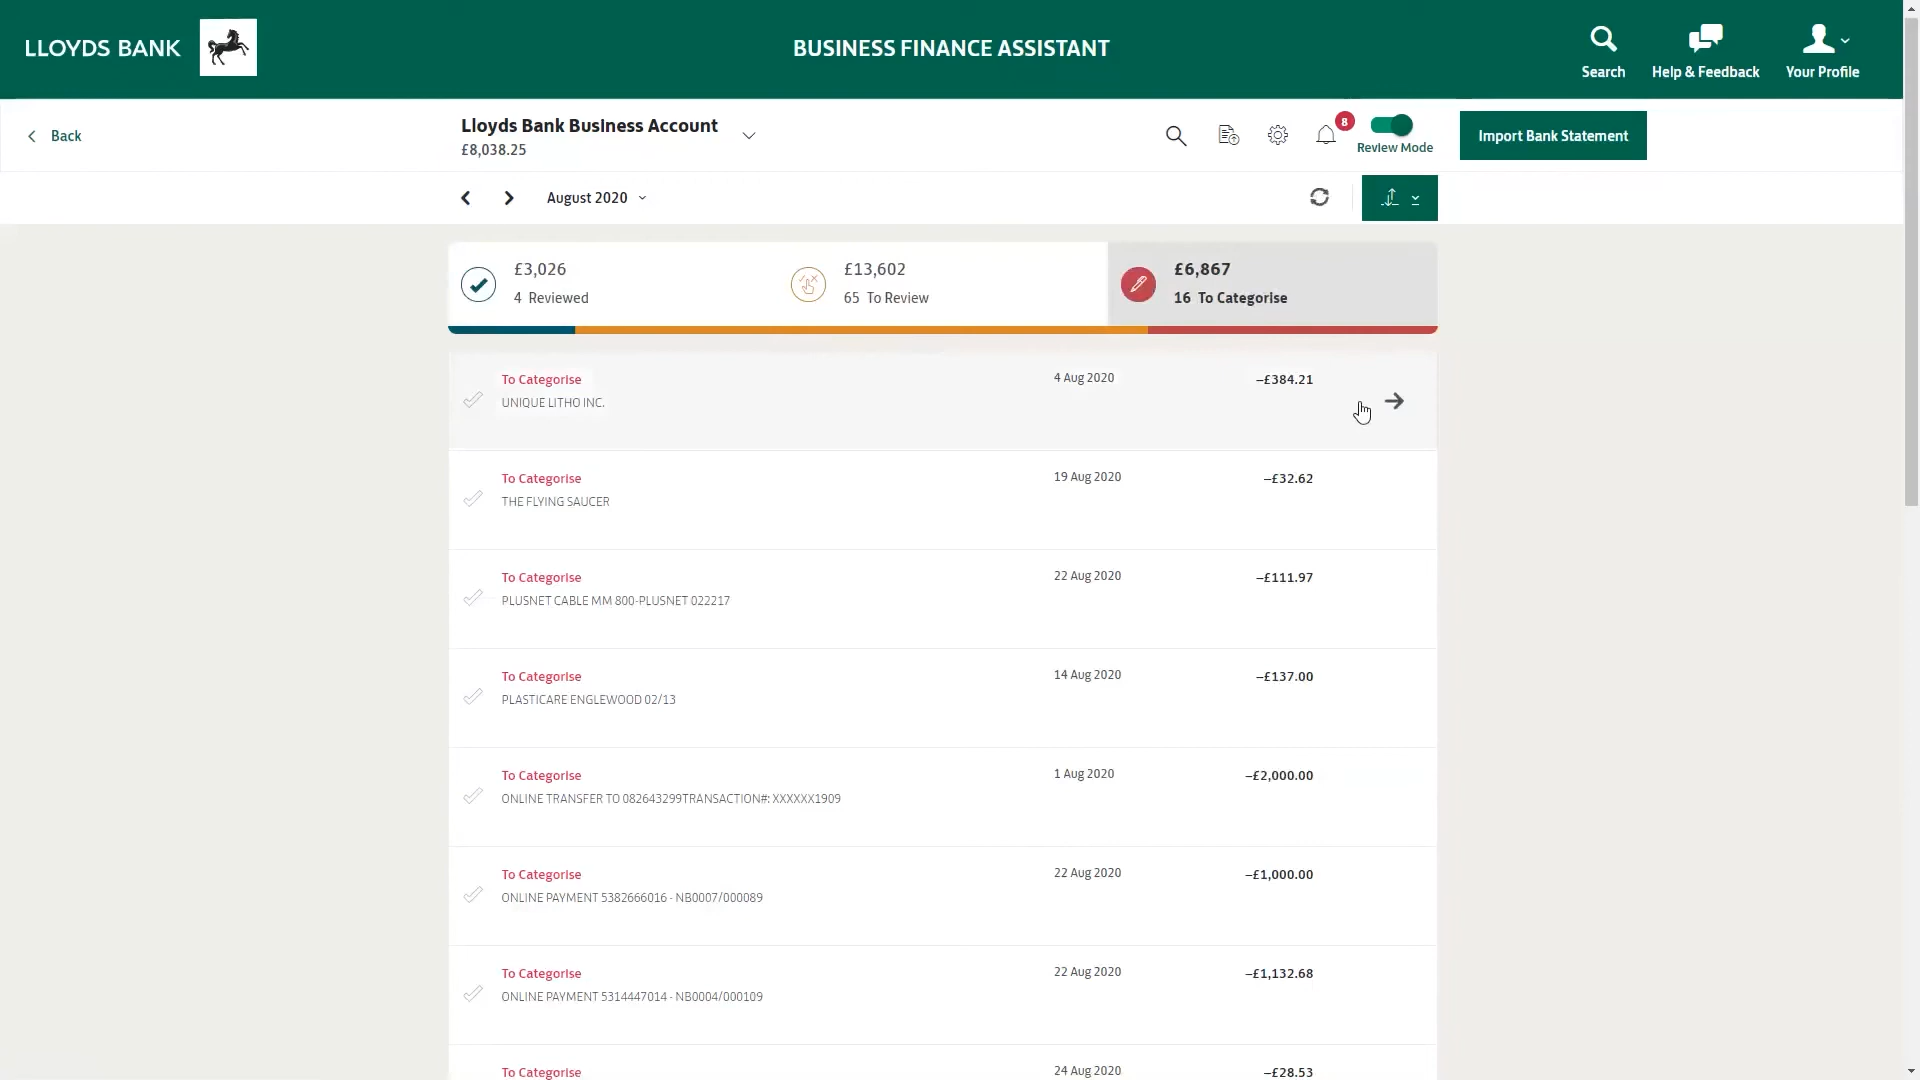 LLOYDS BANK
BUSINESS FINANCE ASSISTANT
Search
Help & Feedback
Your Profile
Back
Lloyds Bank Business Account
£8,038.25
8
Review Mode
Import Bank Statement
August 2020
£3,026
4 Reviewed
£13,602
65 To Review
£6,867
16 To Categorise
To Categorise 4 Aug 2020 –£384.21
UNIQUE LITHO INC.
To Categorise 19 Aug 2020 –£32.62
THE FLYING SAUCER
To Categorise 22 Aug 2020 –£111.97
PLUSNET CABLE MM 800-PLUSNET 022217
To Categorise 14 Aug 2020 –£137.00
PLASTICARE ENGLEWOOD 02/13
To Categorise 1 Aug 2020 –£2,000.00
ONLINE TRANSFER TO 082643299TRANSACTION#: XXXXXX1909
To Categorise 22 Aug 2020 –£1,000.00
ONLINE PAYMENT 5382666016 - NB0007/000089
To Categorise 22 Aug 2020 –£1,132.68
ONLINE PAYMENT 5314447014 - NB0004/000109
To Categorise 24 Aug 2020 –£28.53